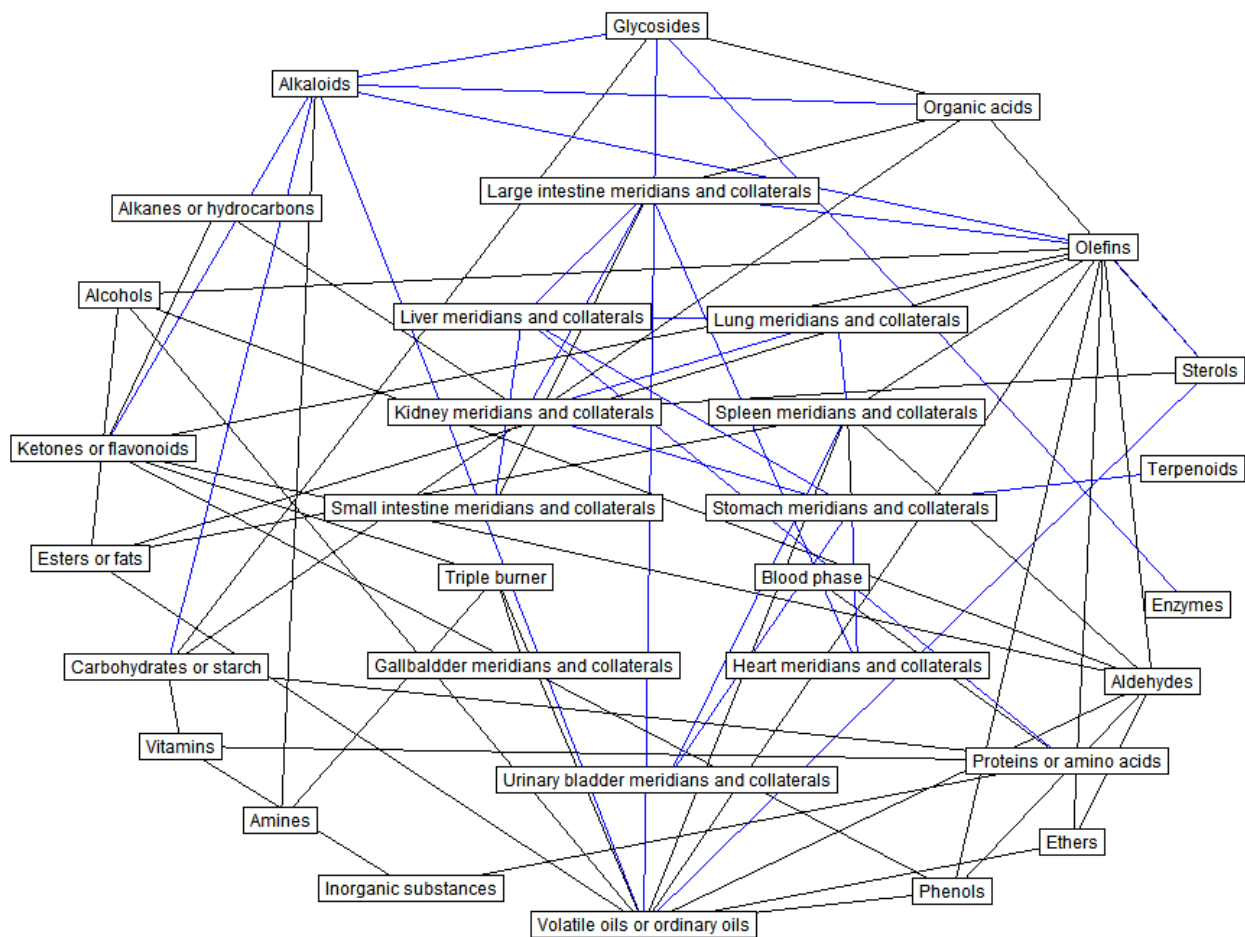 Glycosides
Alkaloids
Organic acids
Large intestine meridians and collaterals
Alkanes or hydrocarbons
Olefins
Alcohols
Liver meridians and collaterals
Lung meridians and collaterals
Sterols
Kidney meridians and collaterals
Spleen meridians and collaterals
Ketones or flavonoids
Terpenoids
Small intestine meridians and collaterals
Stomach meridians and collaterals
Esters or fats
Triple burner
Blood phase
Enzymes
Carbohydrates or starch
Gallbaldder meridians and collaterals
Heart meridians and collaterals
Aldehydes
Vitamins
Proteins or amino acids
Urinary bladder meridians and collaterals
Amines
Ethers
Inorganic substances
Phenols
Volatile oils or ordinary oils